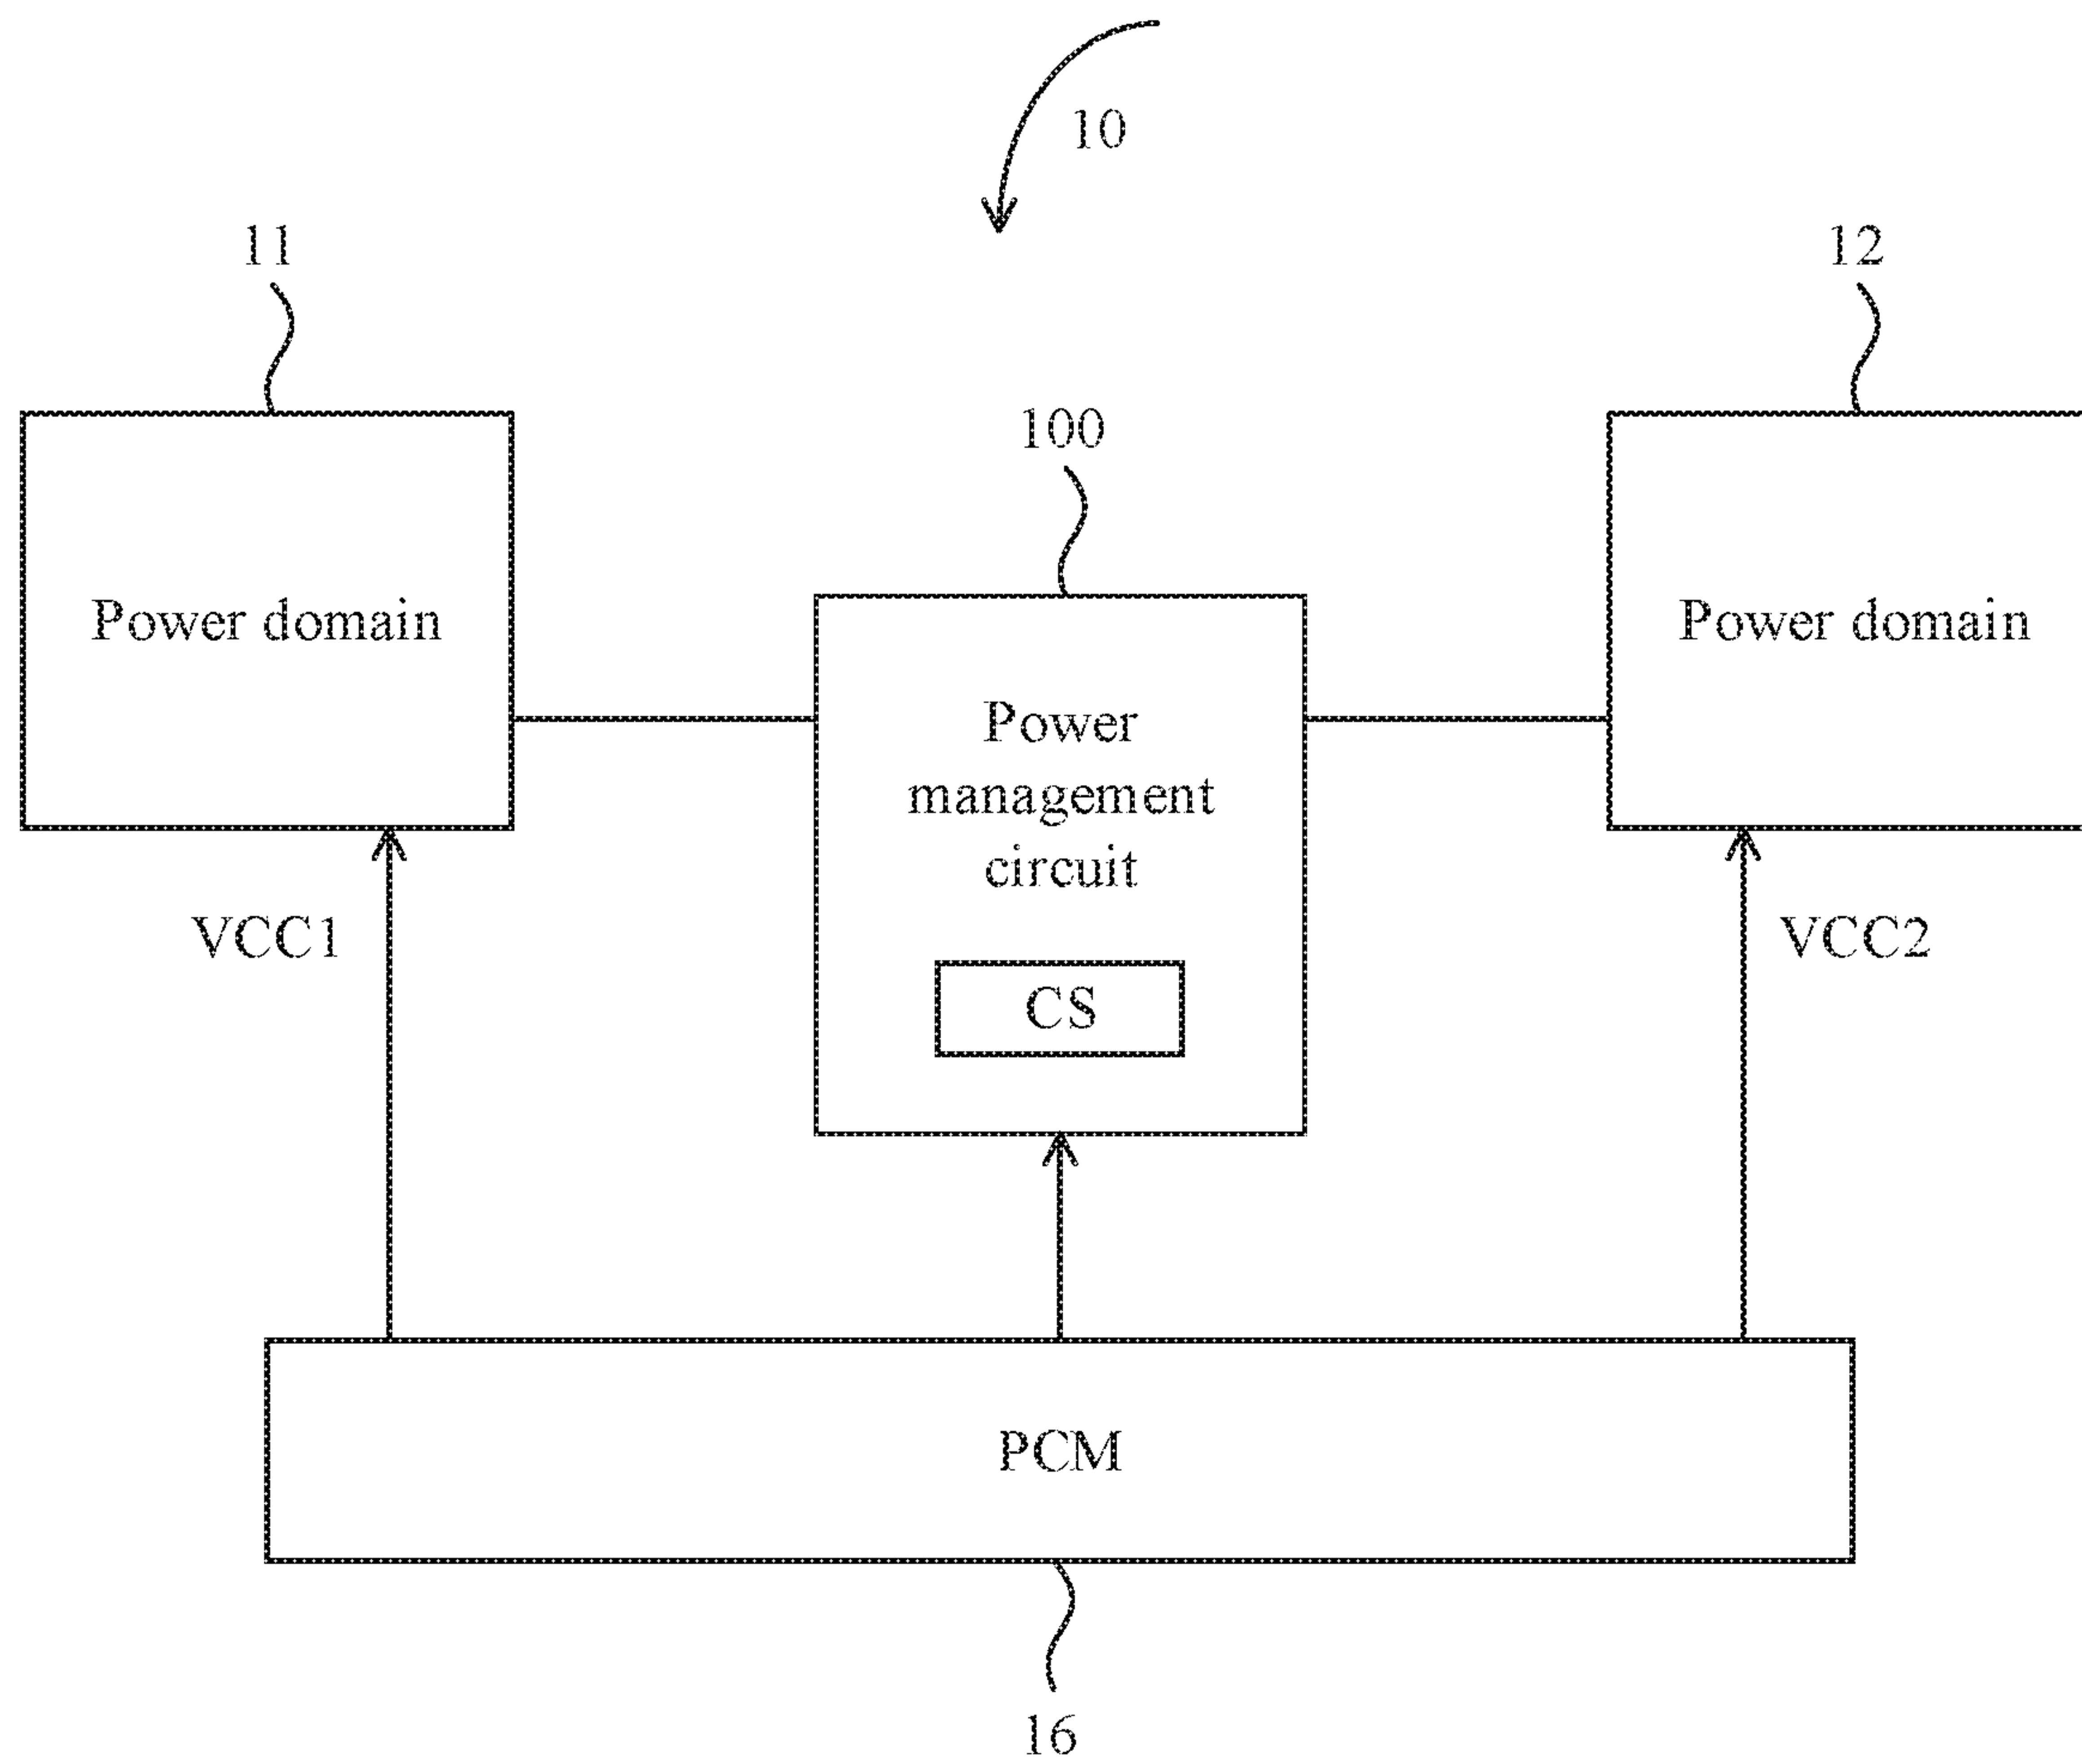 10
11
12
100
Power domain
Power domain
Power
management
circuit
VCC1
VCC2
CS
PCM
16